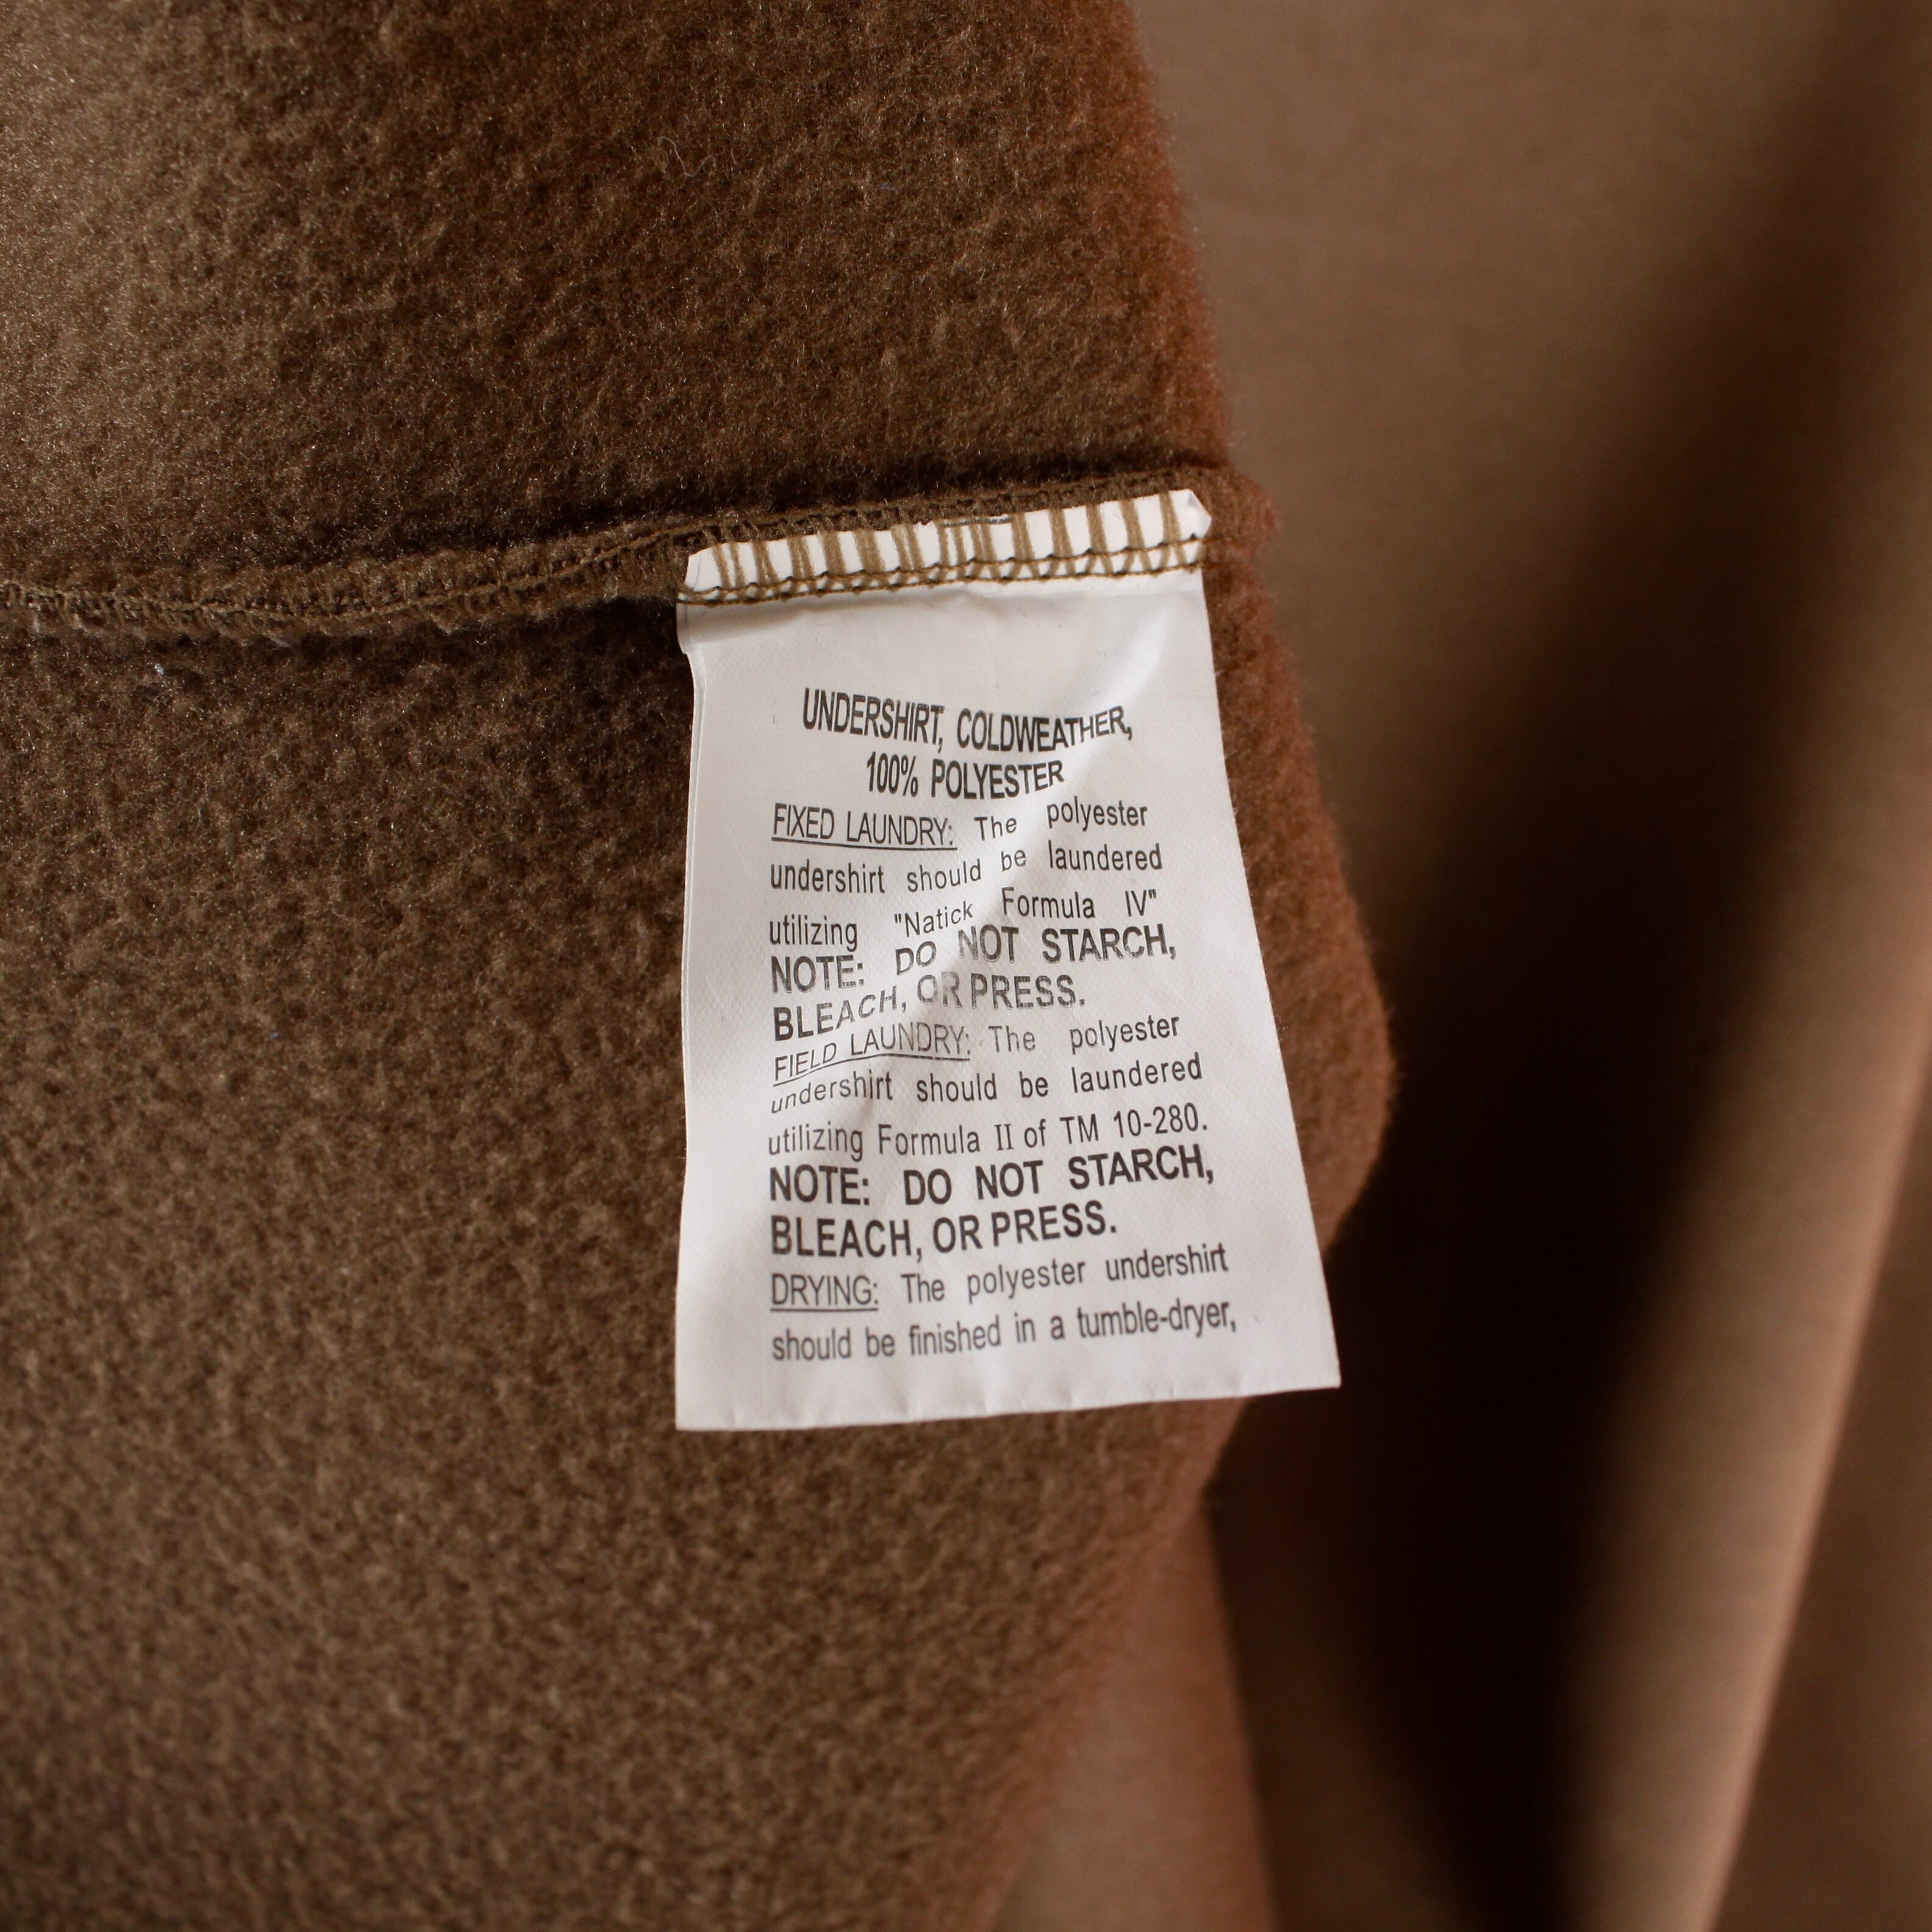 UNDERSHIRT, COLDWEATHER,
100% POLYESTER
FIXED LAUNDRY: The polyester
undershirt should be laundered
utilizing "Natick Formula IV"
NOTE: DO NOT STARCH,
BLEACH, OR PRESS.
FIELD LAUNDRY: The polyester
undershirt should be laundered
utilizing Formula II of TM 10-280.
NOTE: DO NOT STARCH,
BLEACH, OR PRESS.
DRYING: The polyester undershirt
should be finished in a tumble-dryer,